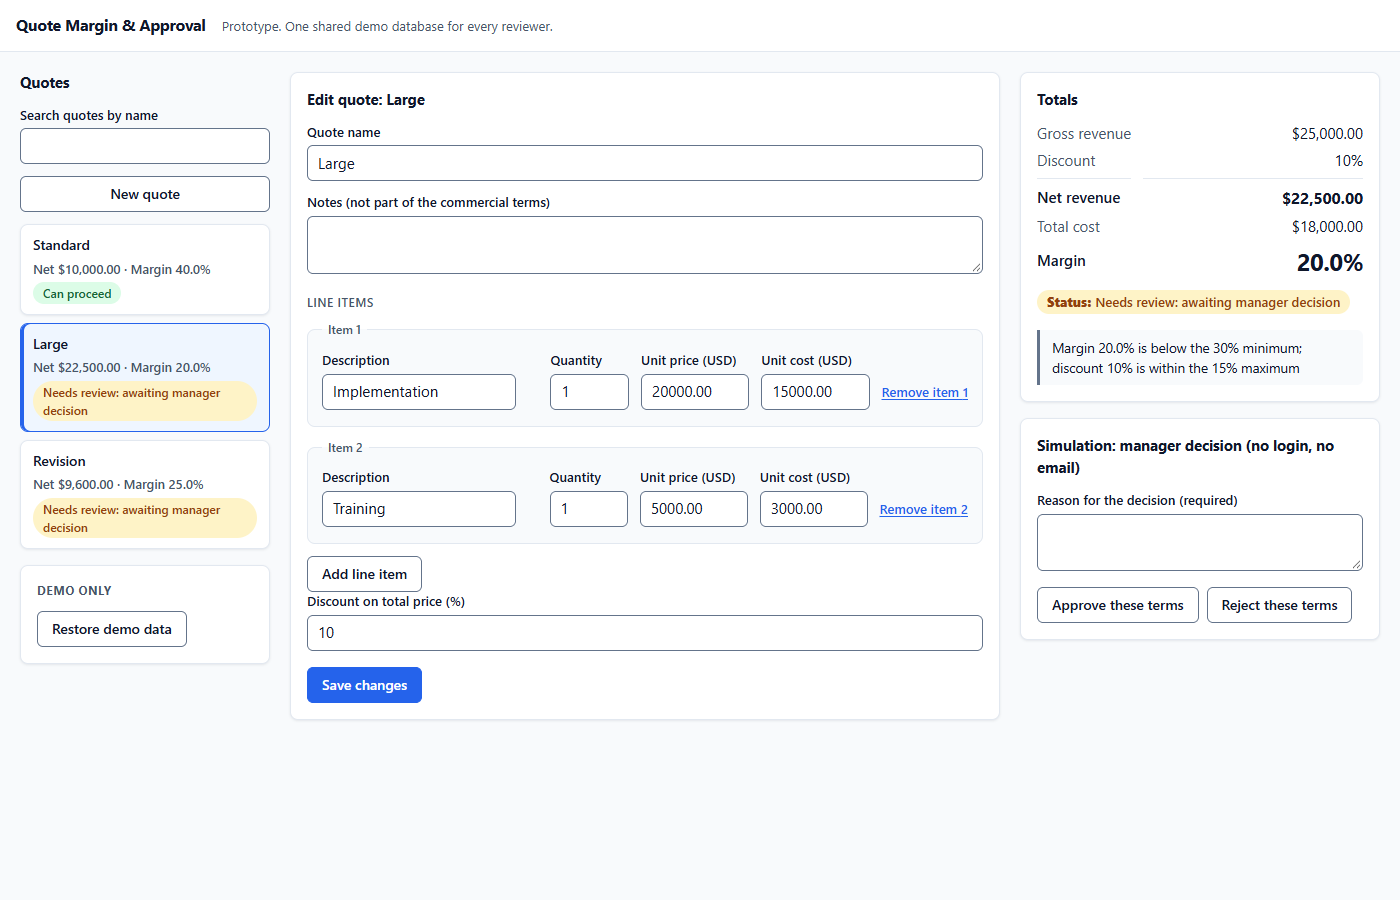 Quote Margin & Approval
Prototype. One shared demo database for every reviewer.
Quotes
Search quotes by name
New quote
Standard
Net $10,000.00 · Margin 40.0%
Can proceed
Large
Net $22,500.00 · Margin 20.0%
Needs review: awaiting manager
decision
Revision
Net $9,600.00 · Margin 25.0%
Needs review: awaiting manager
decision
DEMO ONLY
Restore demo data
Edit quote: Large
Quote name
Large
Notes (not part of the commercial terms)
LINE ITEMS
Item 1
Description Quantity Unit price (USD) Unit cost (USD)
Implementation 1 20000.00 15000.00 Remove item 1
Item 2
Description Quantity Unit price (USD) Unit cost (USD)
Training 1 5000.00 3000.00 Remove item 2
Add line item
Discount on total price (%)
10
Save changes
Totals
Gross revenue $25,000.00
Discount 10%
Net revenue $22,500.00
Total cost $18,000.00
Margin 20.0%
Status: Needs review: awaiting manager decision
Margin 20.0% is below the 30% minimum;
discount 10% is within the 15% maximum
Simulation: manager decision (no login, no
email)
Reason for the decision (required)
Approve these terms
Reject these terms